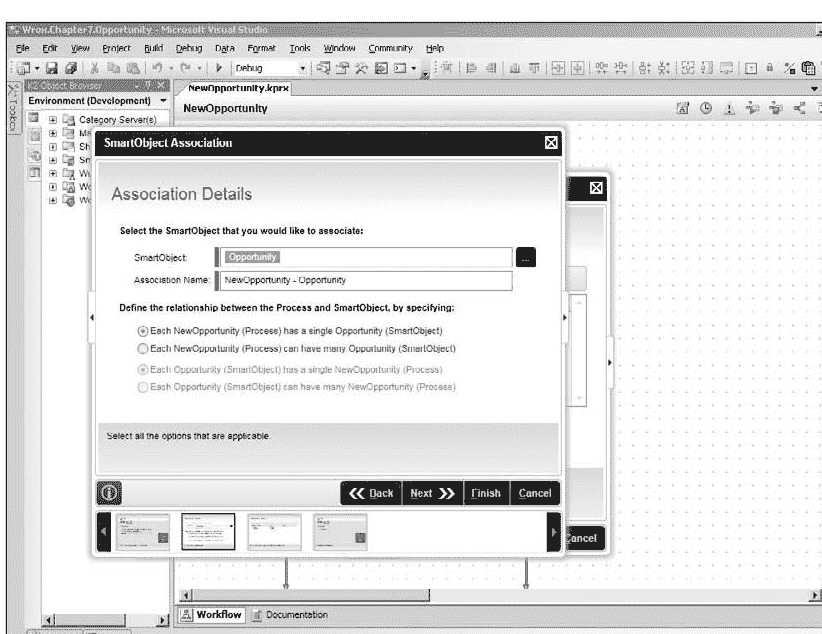 Wrox.Chapter7.Opportunity - Microsoft Visual Studio
File Edit View Project Build Debug Data Format Tools Window Community Help
Debug
K2 Object Browser
NewOpportunity.kprx
Environment (Development)
NewOpportunity
Category Server(s)
SmartObject Association
Association Details
Select the SmartObject that you would like to associate:
SmartObject: Opportunity ...
Association Name: NewOpportunity - Opportunity
Define the relationship between the Process and SmartObject, by specifying:
Each NewOpportunity (Process) has a single Opportunity (SmartObject)
Each NewOpportunity (Process) can have many Opportunity (SmartObject)
Each Opportunity (SmartObject) has a single NewOpportunity (Process)
Each Opportunity (SmartObject) can have many NewOpportunity (Process)
Select all the options that are applicable.
Back Next Finish Cancel
Cancel
Workflow Documentation